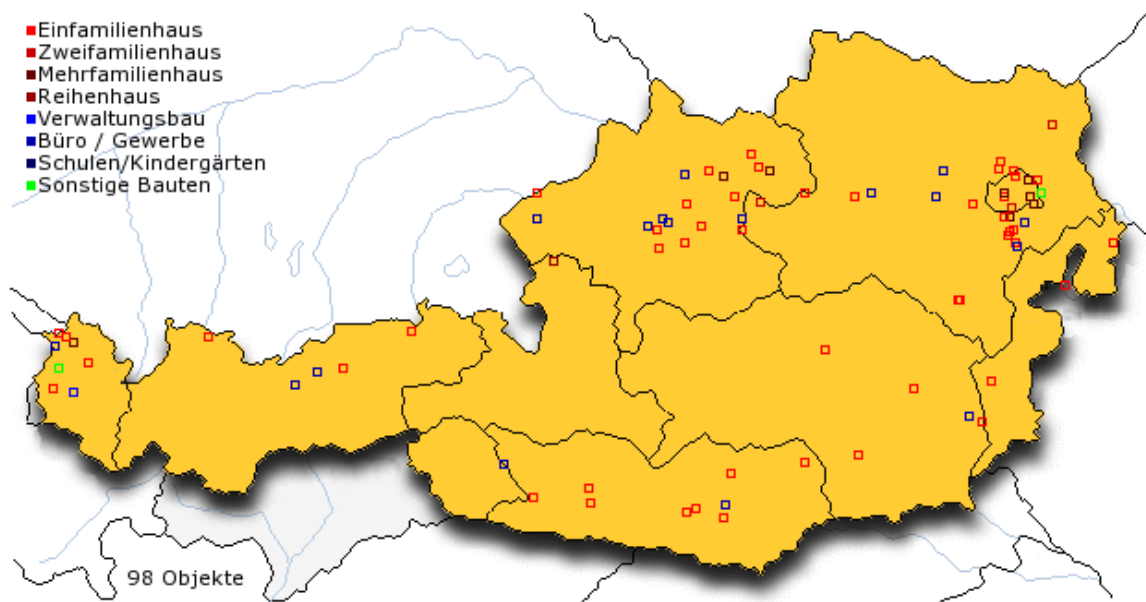 Einfamilienhaus
Zweifamilienhaus
Mehrfamilienhaus
Reihenhaus
Verwaltungsbau
Büro / Gewerbe
Schulen/Kindergärten
Sonstige Bauten
98 Objekte